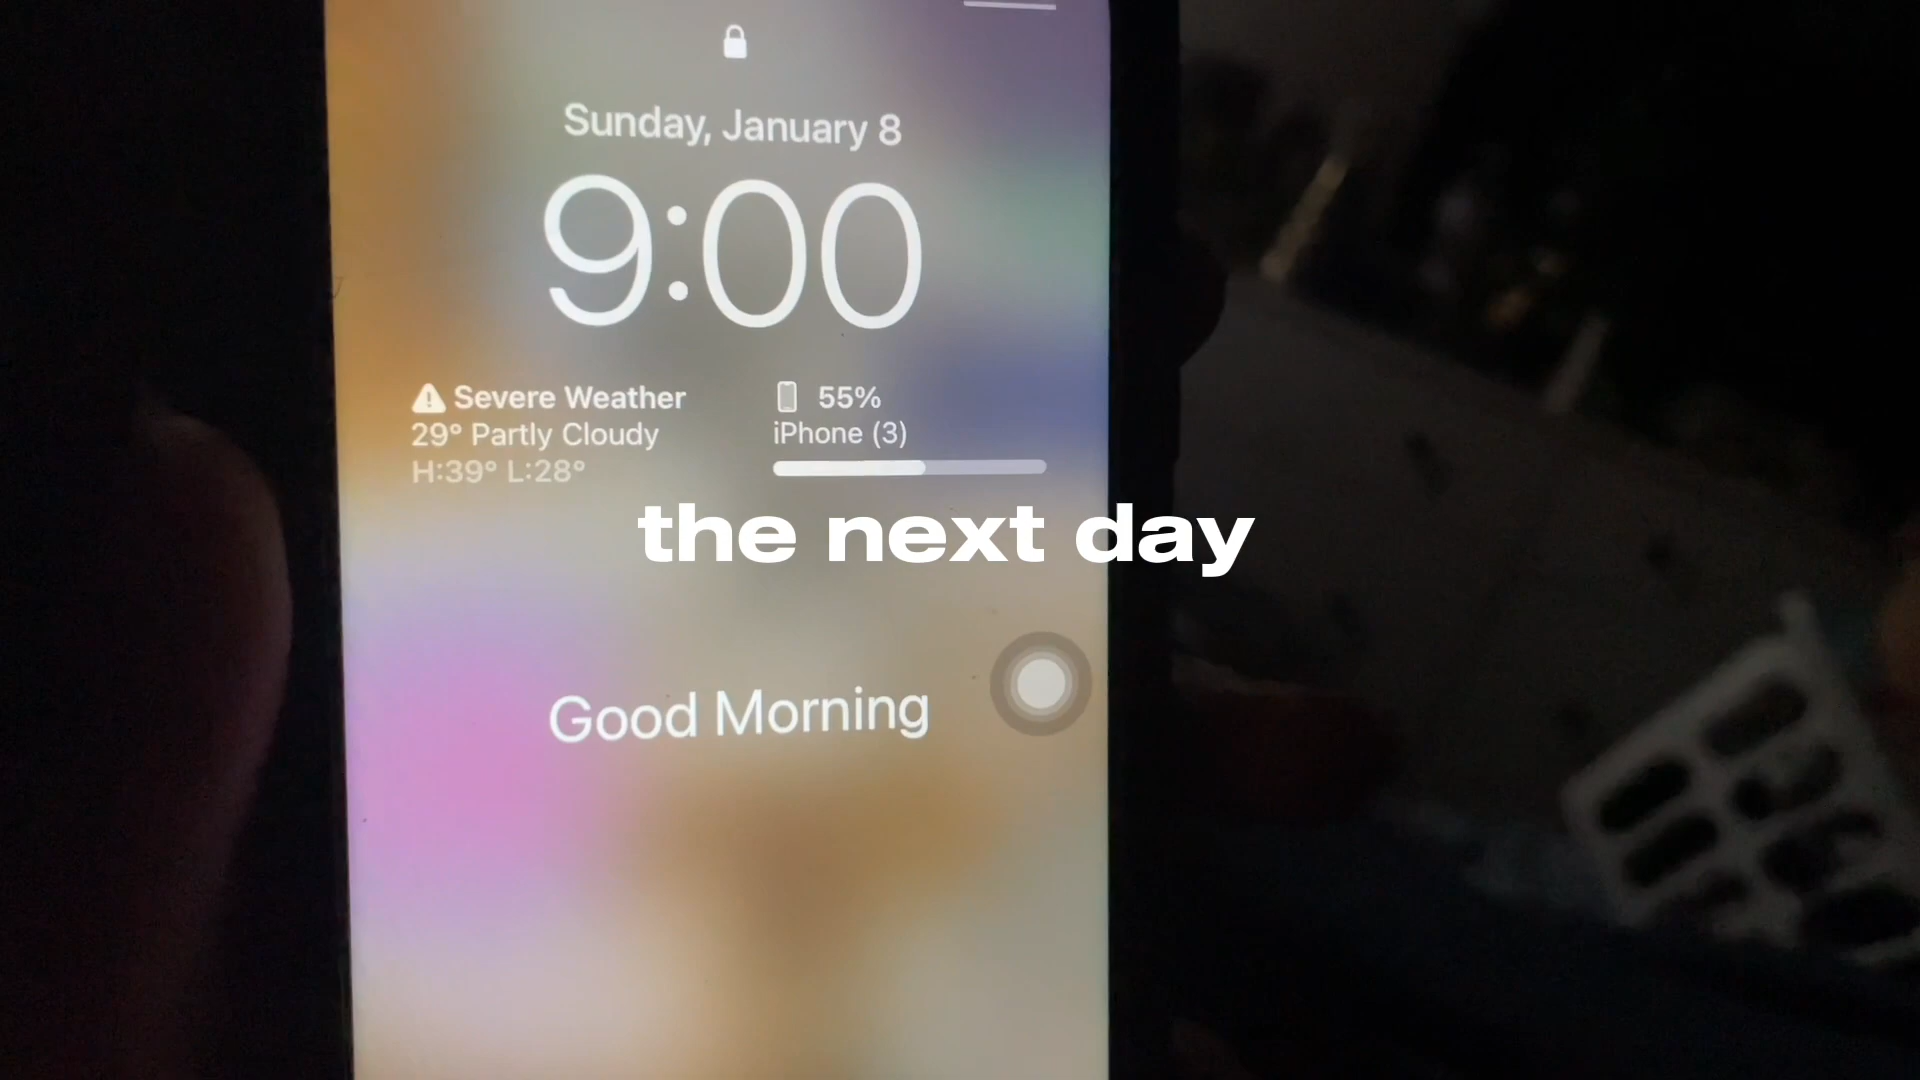 Sunday, January 8
9:00
Severe Weather
29° Partly Cloudy
H:39° L:28°
55%
iPhone (3)
the next day
Good Morning